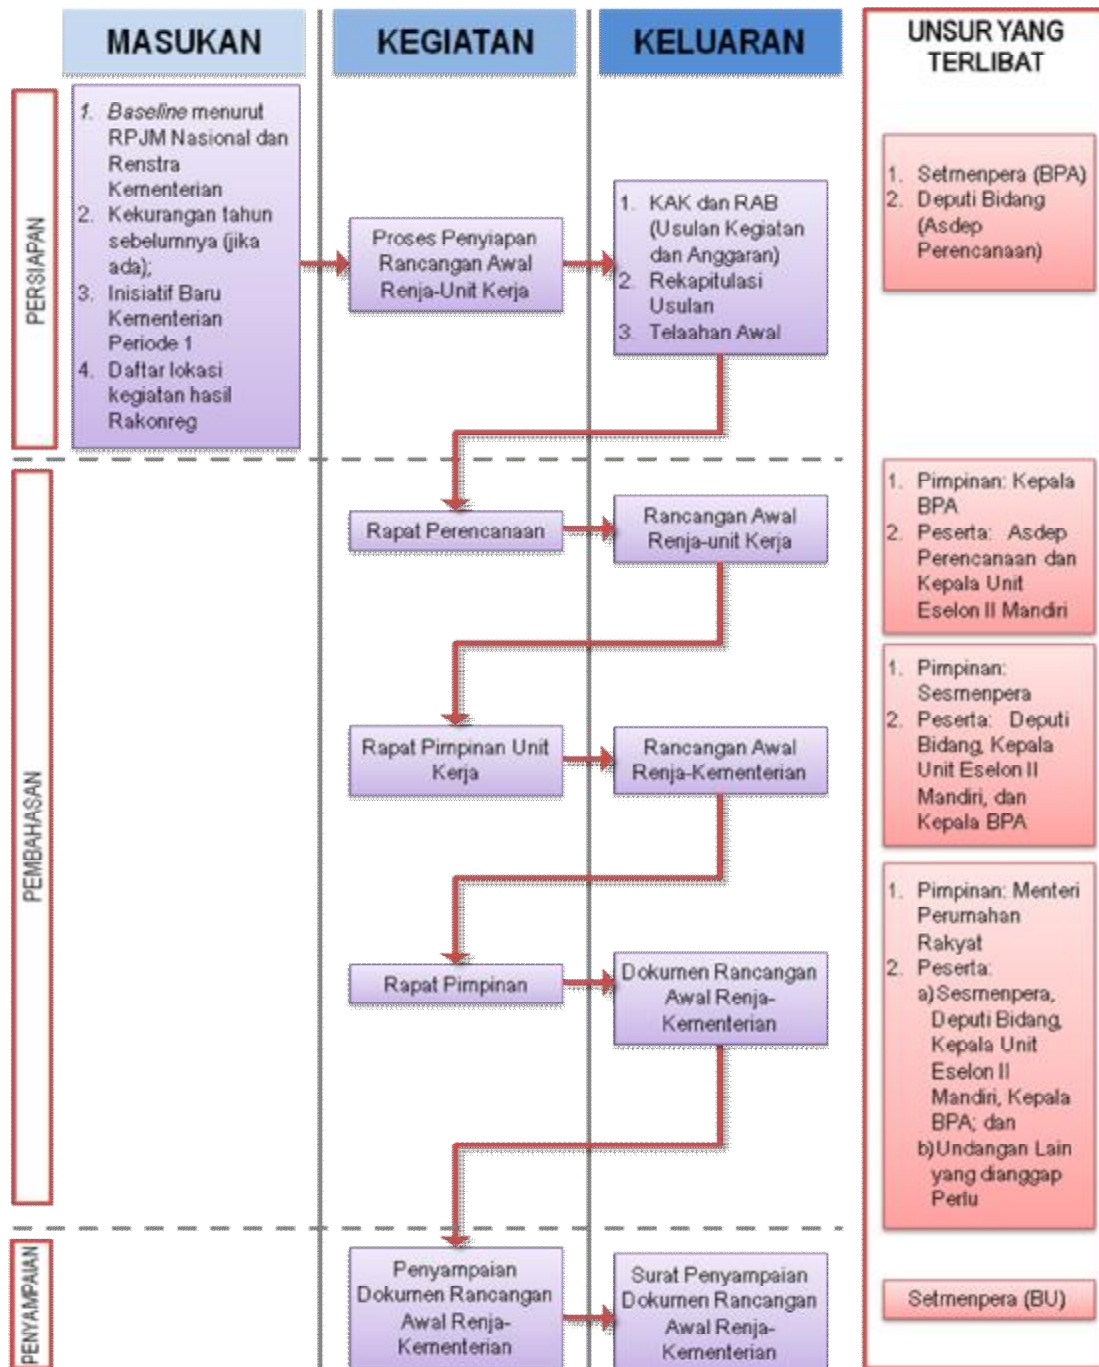 MASUKAN
KEGIATAN
KELUARAN
UNSUR YANG
TERLIBAT
PERSIAPAN
1. Baseline menurut
RPJM Nasional dan
Renstra
Kementerian
2. Kekurangan tahun
sebelumnya (jika
ada);
3. Inisiatif Baru
Kementerian
Periode 1
4. Daftar lokasi
kegiatan hasil
Rakonreg
Proses Penyiapan
Rancangan Awal
Renja-Unit Kerja
1. KAK dan RAB
(Usulan Kegiatan
dan Anggaran)
2. Rekapitulasi
Usulan
3. Telaahan Awal
1. Setmenpera (BPA)
2. Deputi Bidang
(Asdep
Perencanaan)
PEMBAHASAN
Rapat Perencanaan
Rancangan Awal
Renja-unit Kerja
1. Pimpinan: Kepala
BPA
2. Peserta: Asdep
Perencanaan dan
Kepala Unit
Eselon II Mandiri
Rapat Pimpinan Unit
Kerja
Rancangan Awal
Renja-Kementerian
1. Pimpinan:
Sesmenpera
2. Peserta: Deputi
Bidang, Kepala
Unit Eselon II
Mandiri, dan
Kepala BPA
Rapat Pimpinan
Dokumen Rancangan
Awal Renja-
Kementerian
1. Pimpinan: Menteri
Perumahan
Rakyat
2. Peserta:
a)Sesmenpera,
Deputi Bidang,
Kepala Unit
Eselon II
Mandiri, Kepala
BPA; dan
b)Undangan Lain
yang dianggap
Perlu
PENYAMPAIAN
Penyampaian
Dokumen Rancangan
Awal Renja-
Kementerian
Surat Penyampaian
Dokumen Rancangan
Awal Renja-
Kementerian
Setmenpera (BU)